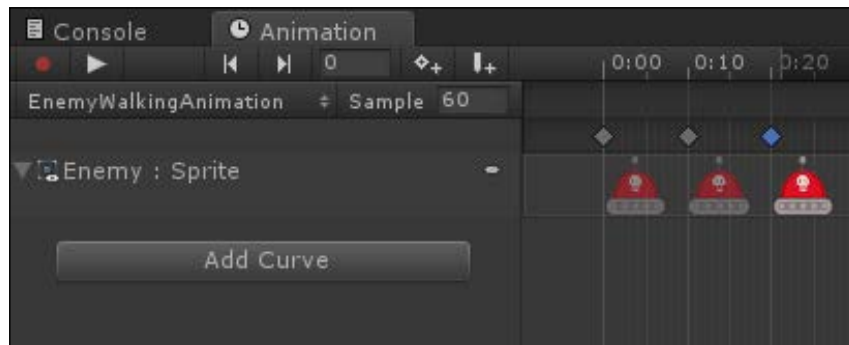 Console Animation
0 0:00 0:10 0:20
EnemyWalkingAnimation Sample 60
Enemy : Sprite
Add Curve